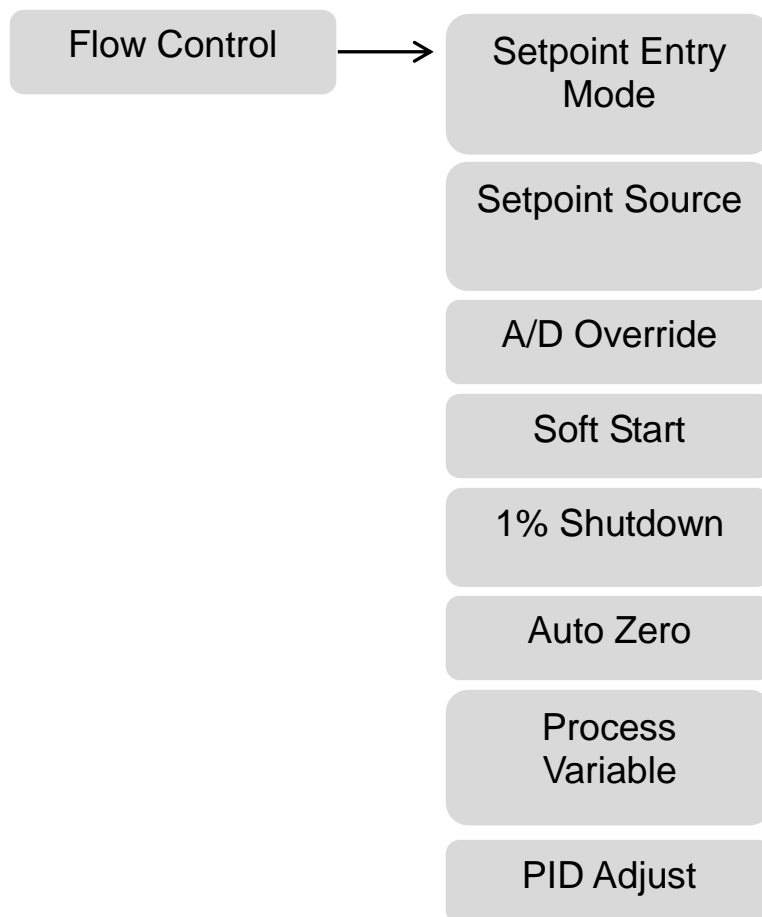 Flow Control
Setpoint Entry
Mode
Setpoint Source
A/D Override
Soft Start
1% Shutdown
Auto Zero
Process
Variable
PID Adjust